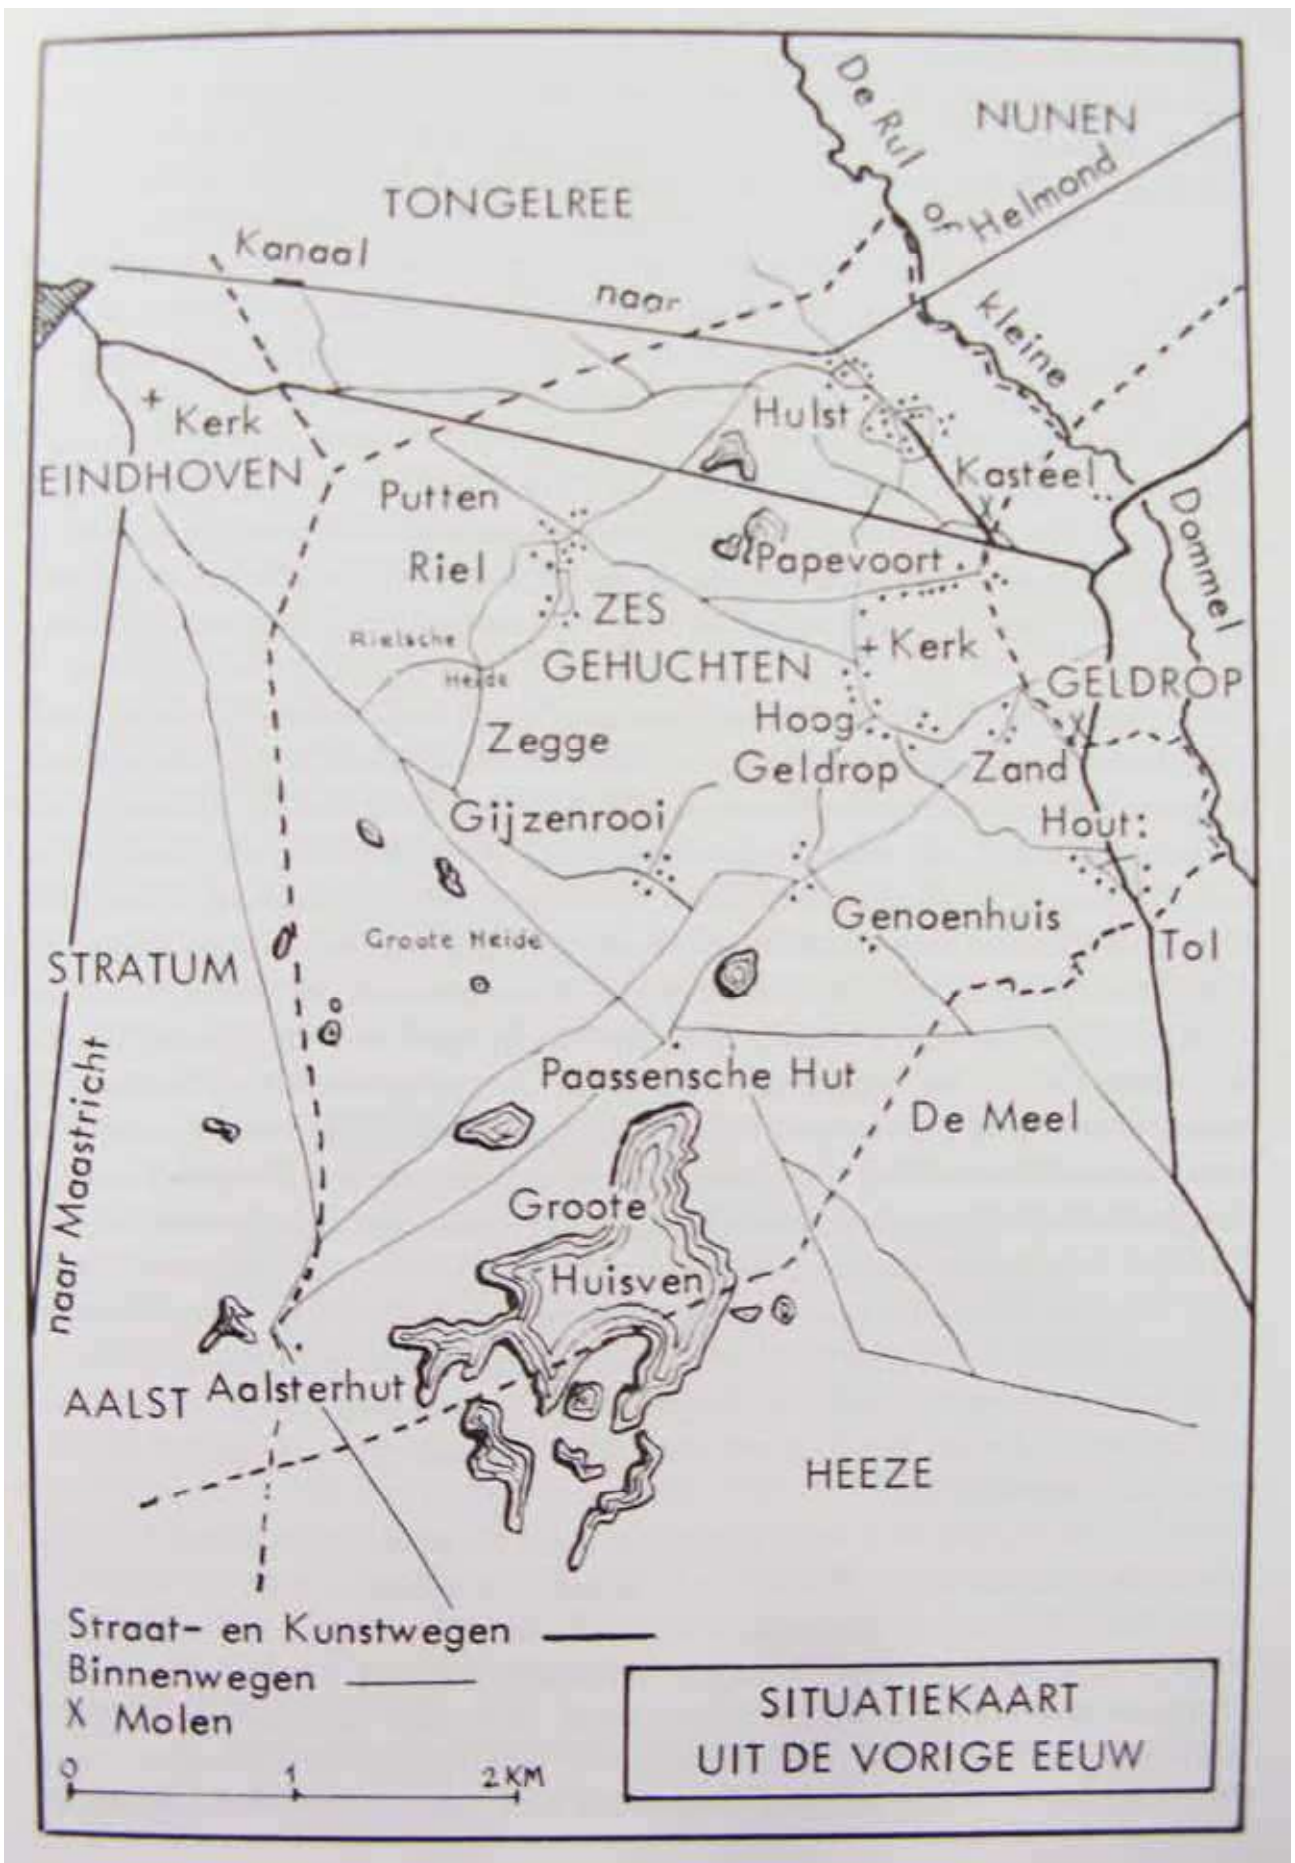 De Rul
of
kleine
Dommel
NUNEN
TONGELREE
Kanaal
naar
Helmond
+ Kerk
EINDHOVEN
Hulst
Putten
Kasteel
X
Riel
Papevoort
ZES
GEHUCHTEN
Rielsche
Heide
+ Kerk
GELDROP
X
Hoog
Geldrop
Zegge
Zand
Gijzenrooi
Hout:
Genoenhuis
Groote Heide
Tol
STRATUM
naar Maastricht
Paassensche Hut
De Meel
Groote
Huisven
AALST
Aalsterhut
HEEZE
Straat- en Kunstwegen
Binnenwegen
X Molen
0 1 2 KM
SITUATIEKAART
UIT DE VORIGE EEUW